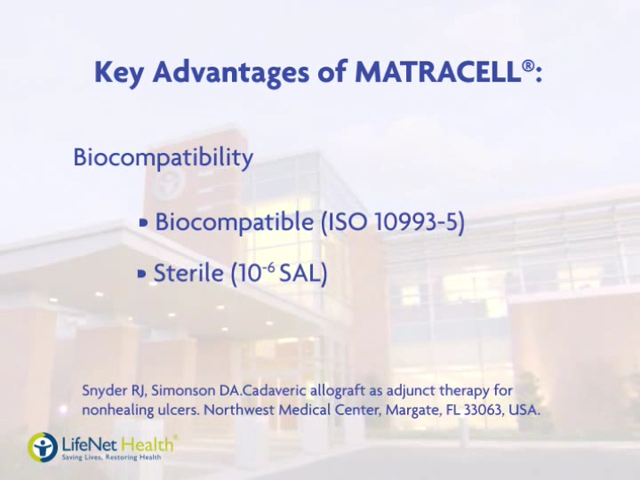 Key Advantages of MATRACELL®:
Biocompatibility
Biocompatible (ISO 10993-5)
Sterile (10⁻⁶ SAL)
Snyder RJ, Simonson DA.Cadaveric allograft as adjunct therapy for
nonhealing ulcers. Northwest Medical Center, Margate, FL 33063, USA.
LifeNet Health®
Saving Lives, Restoring Health